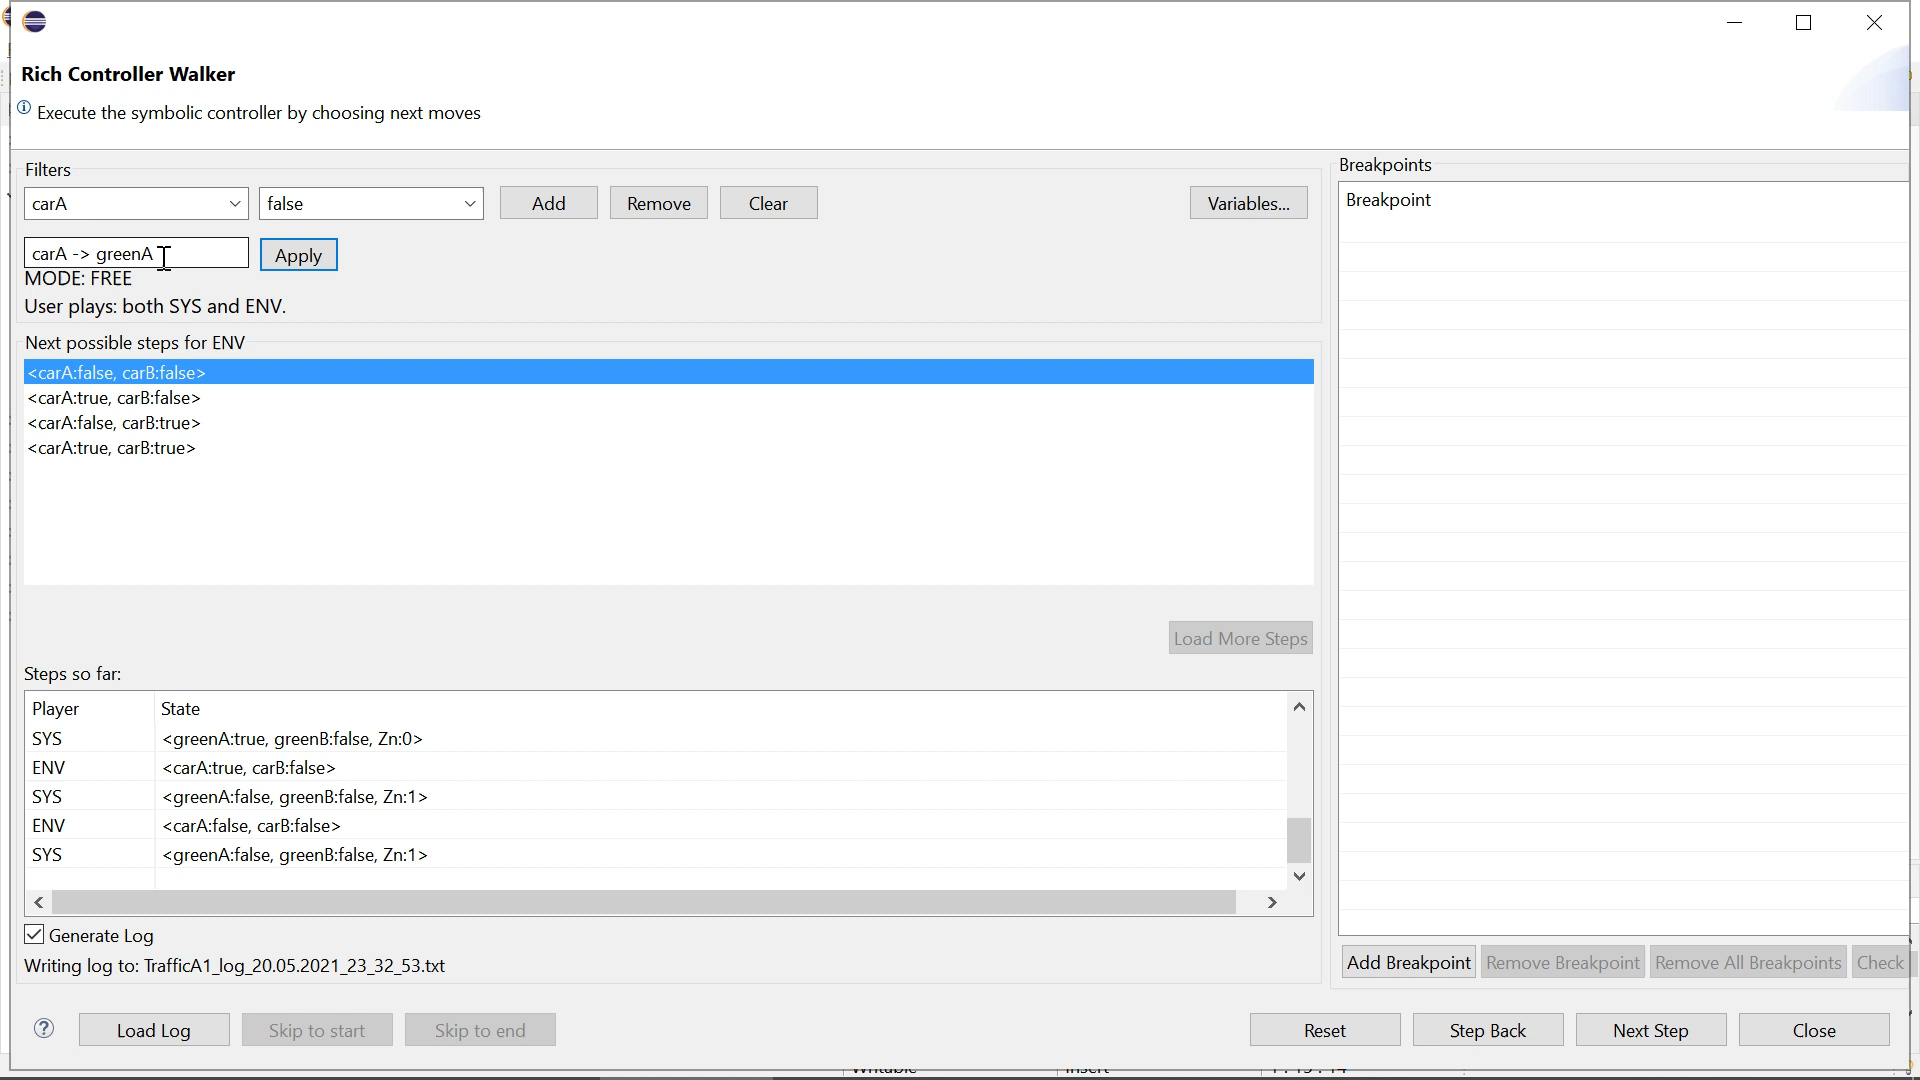 Rich Controller Walker
Execute the symbolic controller by choosing next moves
Filters
carA false Add Remove Clear Variables...
carA -> greenA Apply
MODE: FREE
User plays: both SYS and ENV.
Next possible steps for ENV
<carA:false, carB:false>
<carA:true, carB:false>
<carA:false, carB:true>
<carA:true, carB:true>
Load More Steps
Steps so far:
Player State
SYS <greenA:true, greenB:false, Zn:0>
ENV <carA:true, carB:false>
SYS <greenA:false, greenB:false, Zn:1>
ENV <carA:false, carB:false>
SYS <greenA:false, greenB:false, Zn:1>
Generate Log
Writing log to: TrafficA1_log_20.05.2021_23_32_53.txt
Breakpoints
Breakpoint
Add Breakpoint Remove Breakpoint Remove All Breakpoints Check
? Load Log Skip to start Skip to end Reset Step Back Next Step Close